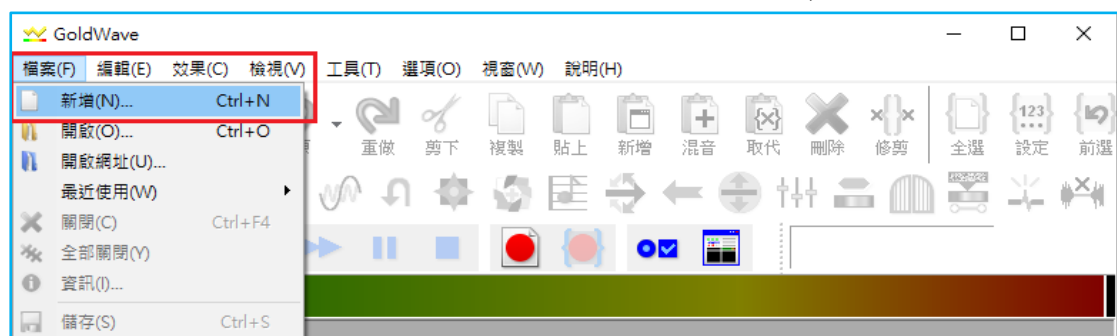 GoldWave
檔案(F) 編輯(E) 效果(C) 檢視(V) 工具(T) 選項(O) 視窗(W) 說明(H)
新增(N)... Ctrl+N
開啟(O)... Ctrl+O
重做 剪下 複製 貼上 新增 混音 取代 刪除 修剪 全選 設定 前選
開啟網址(U)...
最近使用(W)
關閉(C) Ctrl+F4
全部關閉(Y)
資訊(I)...
儲存(S) Ctrl+S